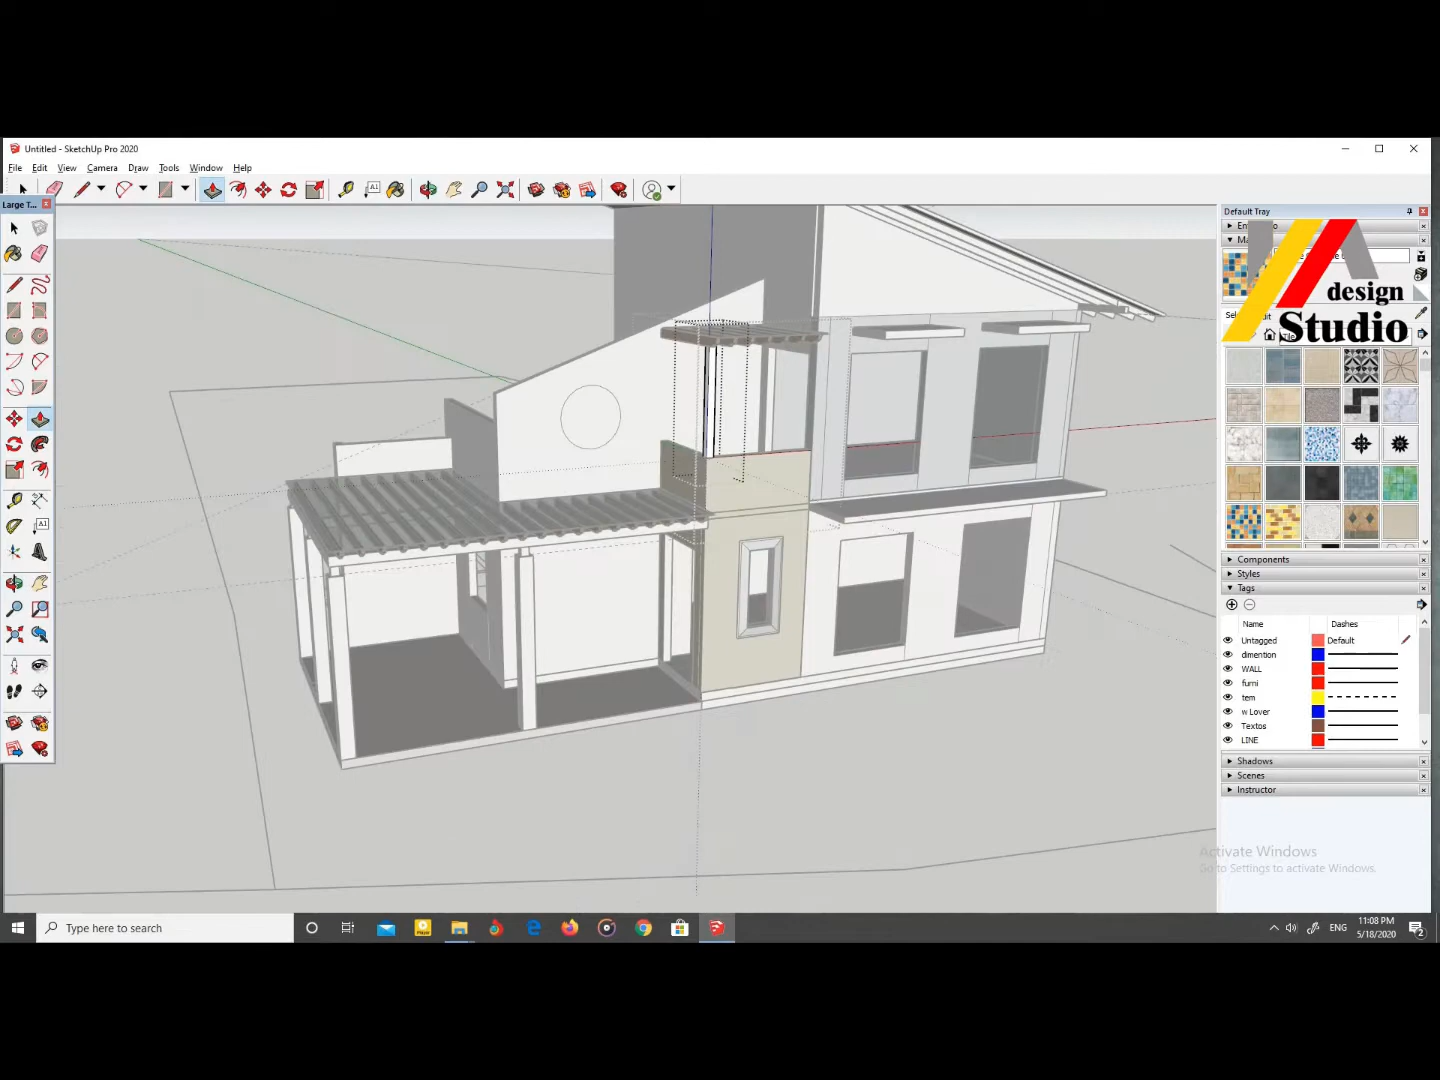 Untitled - SketchUp Pro 2020
File Edit View Camera Draw Tools Window Help
Large T...
Default Tray
design
Studio
Components
Styles
Tags
Name Dashes
Untagged Default
dimention
WALL
furni
tem
w Lover
Textos
LINE
Shadows
Scenes
Instructor
Activate Windows
Go to Settings to activate Windows.
Type here to search
ENG
11:08 PM
5/18/2020
2